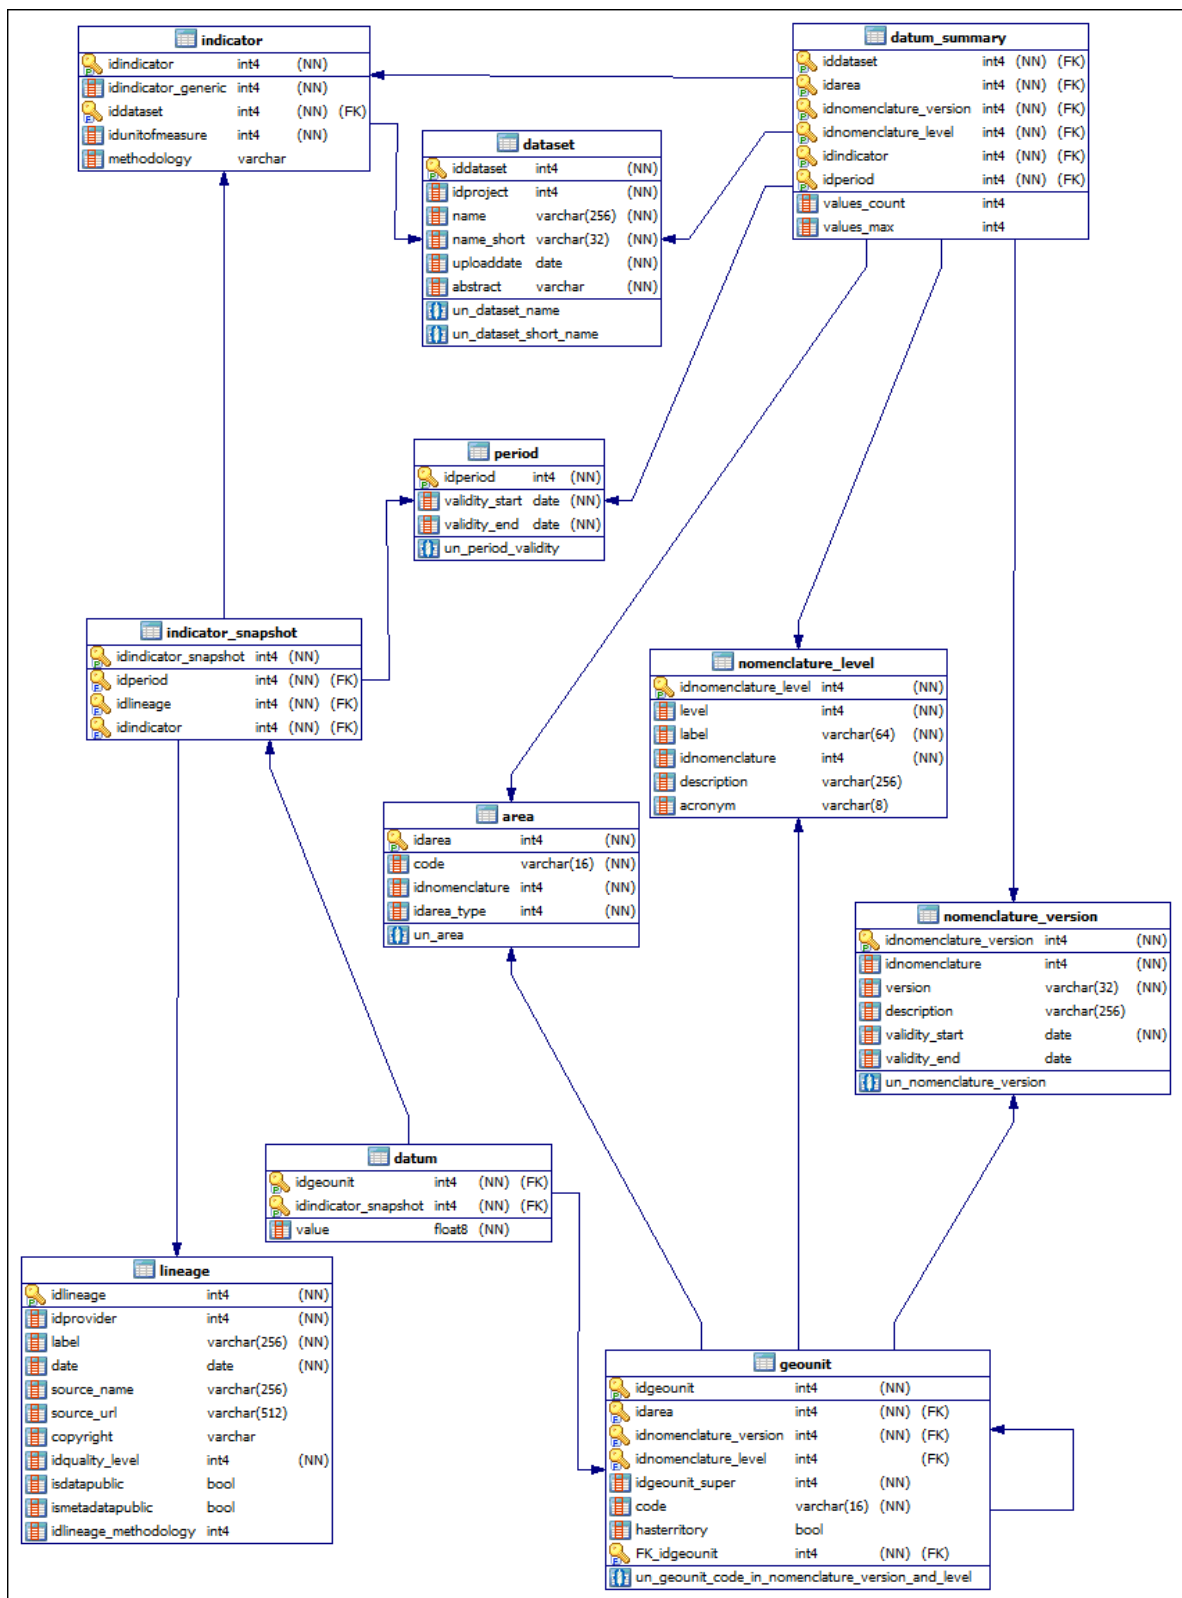 indicator
idindicator int4 (NN)
idindicator_generic int4 (NN)
iddataset int4 (NN) (FK)
idunitofmeasure int4 (NN)
methodology varchar
datum_summary
iddataset int4 (NN) (FK)
idarea int4 (NN) (FK)
idnomenclature_version int4 (NN) (FK)
idnomenclature_level int4 (NN) (FK)
idindicator int4 (NN) (FK)
idperiod int4 (NN) (FK)
values_count int4
values_max int4
dataset
iddataset int4 (NN)
idproject int4 (NN)
name varchar(256) (NN)
name_short varchar(32) (NN)
uploaddate date (NN)
abstract varchar (NN)
un_dataset_name
un_dataset_short_name
period
idperiod int4 (NN)
validity_start date (NN)
validity_end date (NN)
un_period_validity
indicator_snapshot
idindicator_snapshot int4 (NN)
idperiod int4 (NN) (FK)
idlineage int4 (NN) (FK)
idindicator int4 (NN) (FK)
nomenclature_level
idnomenclature_level int4 (NN)
level int4 (NN)
label varchar(64) (NN)
idnomenclature int4 (NN)
description varchar(256)
acronym varchar(8)
area
idarea int4 (NN)
code varchar(16) (NN)
idnomenclature int4 (NN)
idarea_type int4 (NN)
un_area
nomenclature_version
idnomenclature_version int4 (NN)
idnomenclature int4 (NN)
version varchar(32) (NN)
description varchar(256)
validity_start date (NN)
validity_end date
un_nomenclature_version
datum
idgeounit int4 (NN) (FK)
idindicator_snapshot int4 (NN) (FK)
value float8 (NN)
lineage
idlineage int4 (NN)
idprovider int4 (NN)
label varchar(256) (NN)
date date (NN)
source_name varchar(256)
source_url varchar(512)
copyright varchar
idquality_level int4 (NN)
isdatapublic bool
ismetadatapublic bool
idlineage_methodology int4
geounit
idgeounit int4 (NN)
idarea int4 (NN) (FK)
idnomenclature_version int4 (NN) (FK)
idnomenclature_level int4 (FK)
idgeounit_super int4 (NN)
code varchar(16) (NN)
hasterritory bool
FK_idgeounit int4 (NN) (FK)
un_geounit_code_in_nomenclature_version_and_level